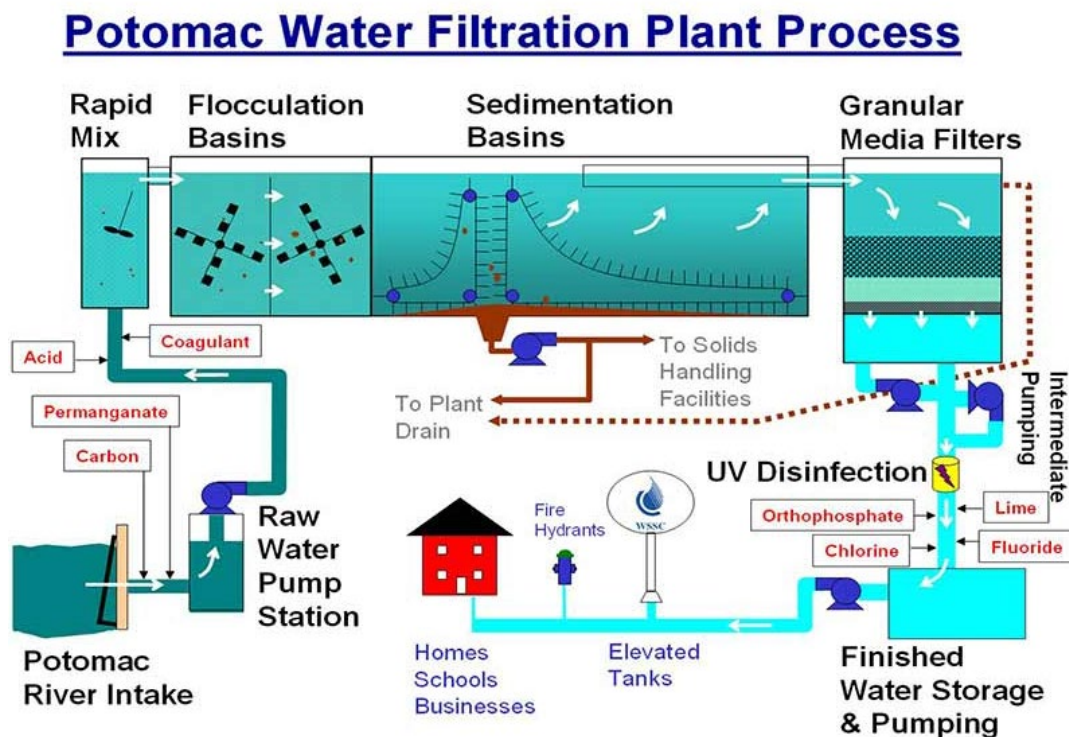 Potomac Water Filtration Plant Process
Rapid
Mix
Flocculation
Basins
Sedimentation
Basins
Granular
Media Filters
Coagulant
Acid
Permanganate
Carbon
To Solids
Handling
Facilities
To Plant
Drain
Intermediate
Pumping
UV Disinfection
Orthophosphate
Lime
Chlorine
Fluoride
Raw
Water
Pump
Station
Fire
Hydrants
WSSC
Potomac
River Intake
Homes
Schools
Businesses
Elevated
Tanks
Finished
Water Storage
& Pumping